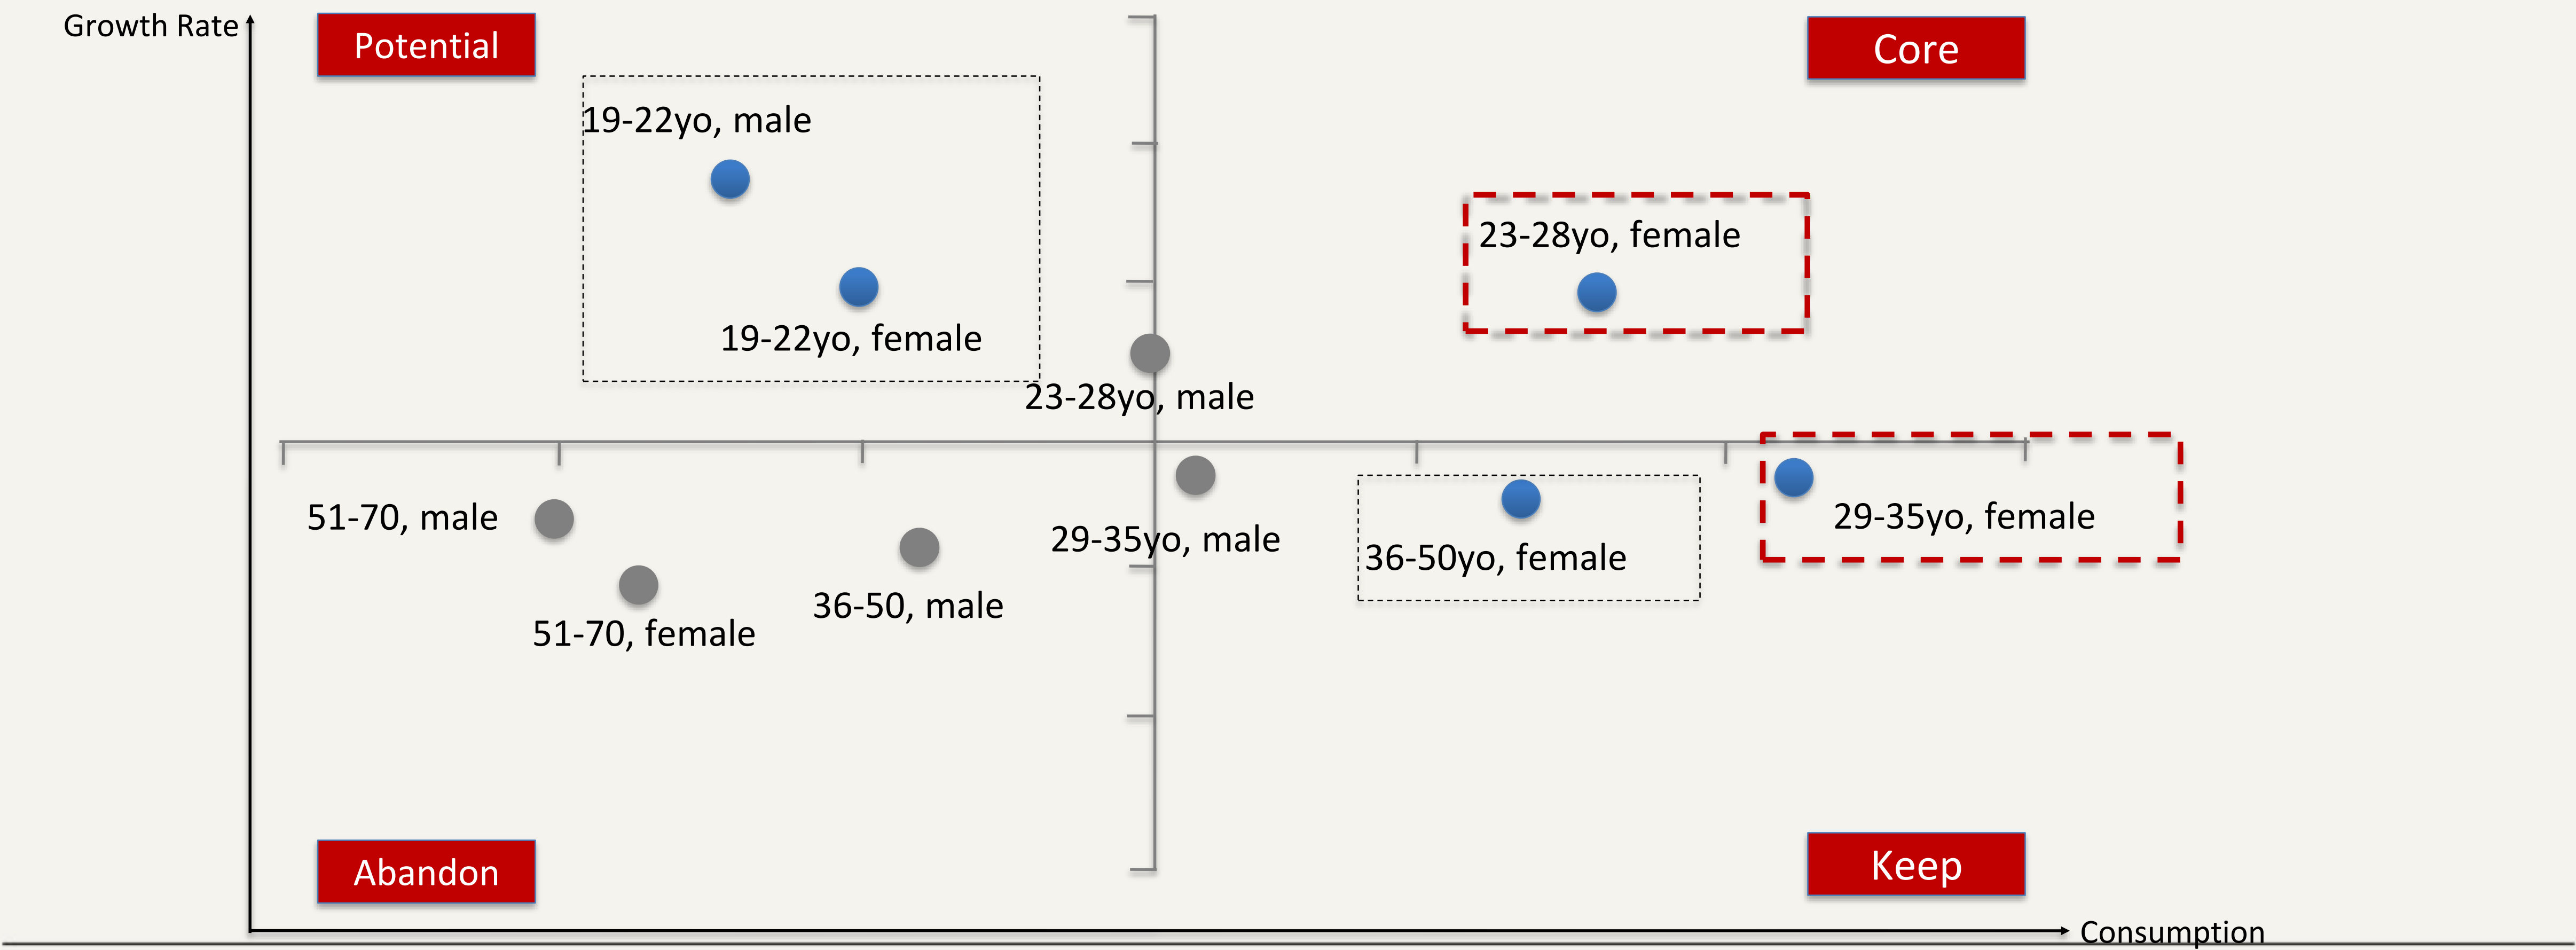 Growth Rate
Potential
Core
19-22yo, male
23-28yo, female
19-22yo, female
23-28yo, male
51-70, male
29-35yo, male
36-50yo, female
29-35yo, female
51-70, female
36-50, male
Abandon
Keep
Consumption